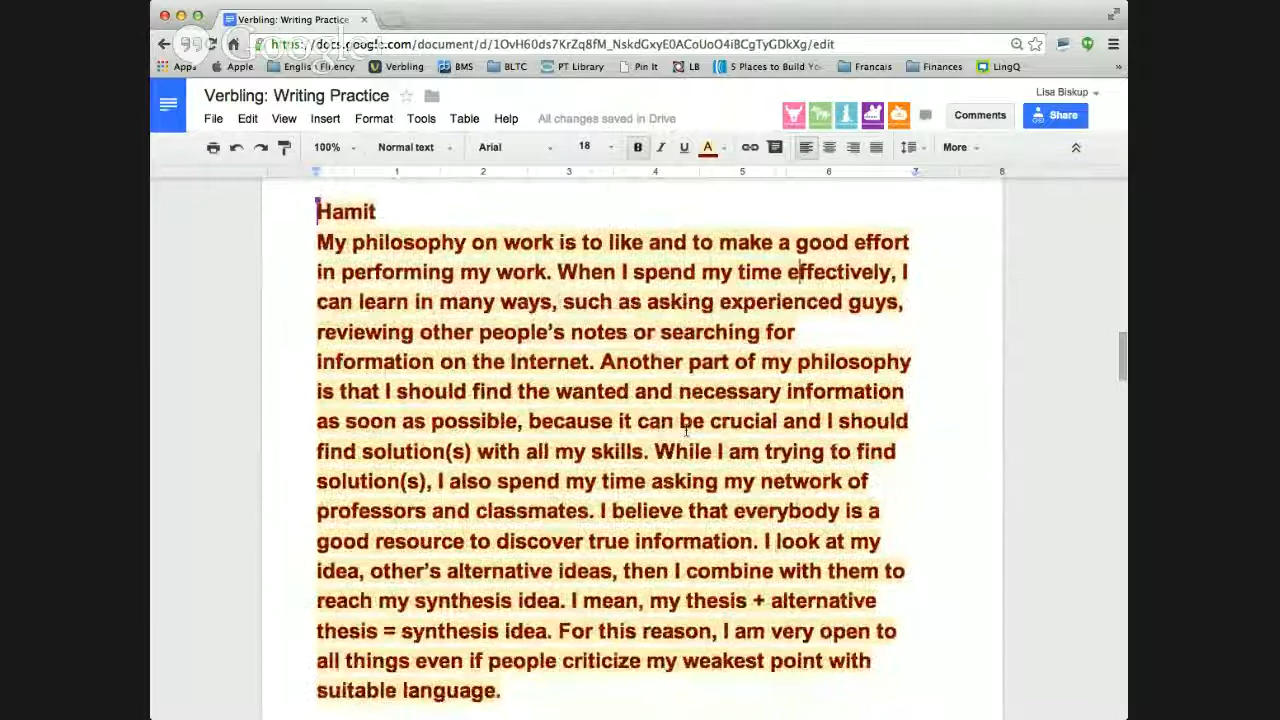 Verbling: Writing Practice
Google+
https://docs.google.com/document/d/1OvH60ds7KrZq8fM_NskdGxyE0ACoUoO4iBCgTyGDkXg/edit
Apps Apple English Fluency Verbling BMS BLTC PT Library Pin It LB 5 Places to Build Yo Francais Finances LingQ »
Verbling: Writing Practice
Lisa Biskup
File Edit View Insert Format Tools Table Help All changes saved in Drive
Comments Share
100% Normal text Arial 18 B I U A More
1 2 3 4 5 6 7 8
Hamit
My philosophy on work is to like and to make a good effort
in performing my work. When I spend my time effectively, I
can learn in many ways, such as asking experienced guys,
reviewing other people's notes or searching for
information on the Internet. Another part of my philosophy
is that I should find the wanted and necessary information
as soon as possible, because it can be crucial and I should
find solution(s) with all my skills. While I am trying to find
solution(s), I also spend my time asking my network of
professors and classmates. I believe that everybody is a
good resource to discover true information. I look at my
idea, other's alternative ideas, then I combine with them to
reach my synthesis idea. I mean, my thesis + alternative
thesis = synthesis idea. For this reason, I am very open to
all things even if people criticize my weakest point with
suitable language.